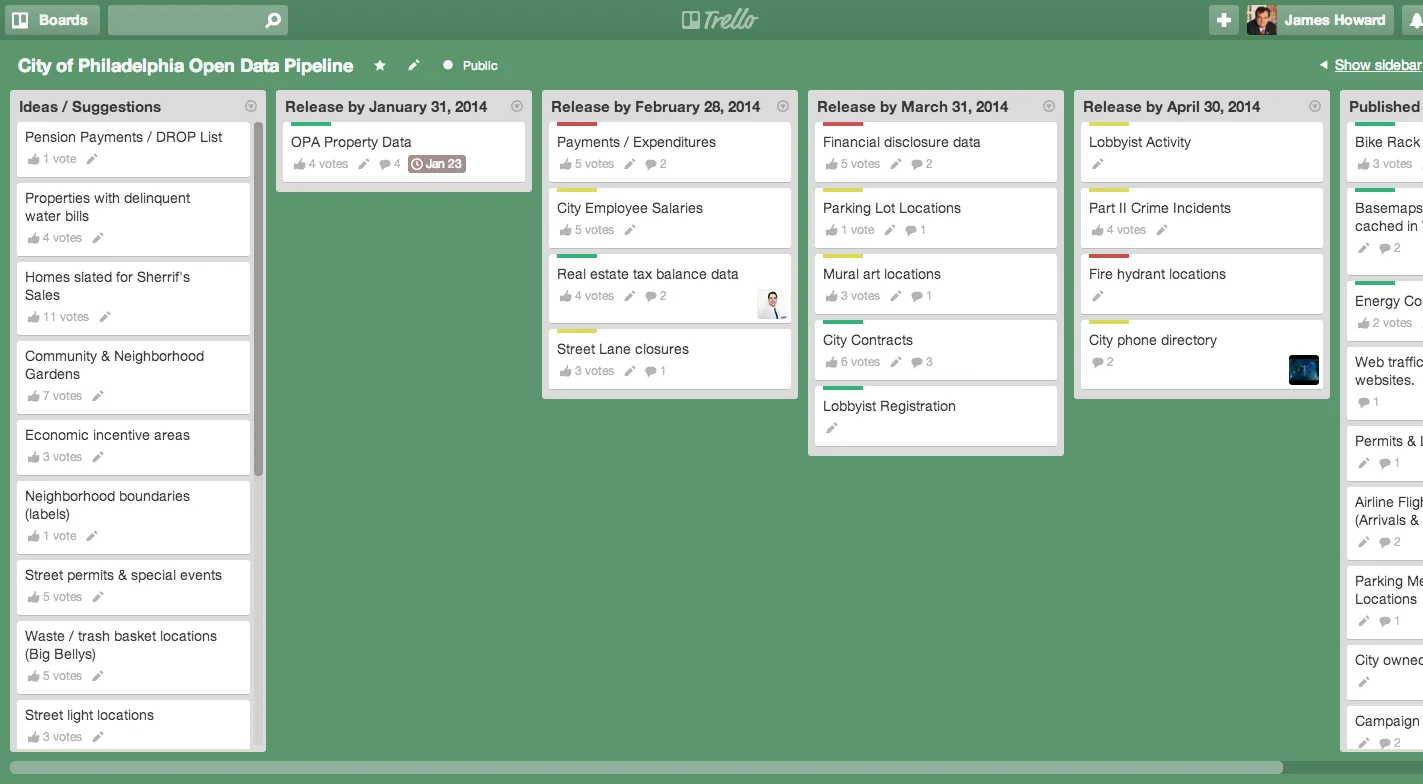 Boards
Trello
James Howard
City of Philadelphia Open Data Pipeline
Public
Show sidebar
Ideas / Suggestions
Pension Payments / DROP List
1 vote
Properties with delinquent
water bills
4 votes
Homes slated for Sherrif's
Sales
11 votes
Community & Neighborhood
Gardens
7 votes
Economic incentive areas
3 votes
Neighborhood boundaries
(labels)
1 vote
Street permits & special events
5 votes
Waste / trash basket locations
(Big Bellys)
5 votes
Street light locations
3 votes
Release by January 31, 2014
OPA Property Data
4 votes 4 Jan 23
Release by February 28, 2014
Payments / Expenditures
5 votes 2
City Employee Salaries
5 votes
Real estate tax balance data
4 votes 2
Street Lane closures
3 votes 1
Release by March 31, 2014
Financial disclosure data
5 votes 2
Parking Lot Locations
1 vote 1
Mural art locations
3 votes 1
City Contracts
6 votes 3
Lobbyist Registration
Release by April 30, 2014
Lobbyist Activity
Part II Crime Incidents
4 votes
Fire hydrant locations
City phone directory
2
Published
Bike Rack
3 votes
Basemaps
cached in
2
Energy Co
2 votes
Web traffic
websites.
1
Permits & L
1
Airline Fligh
(Arrivals &
2
Parking Me
Locations
1
City owned
Campaign
2